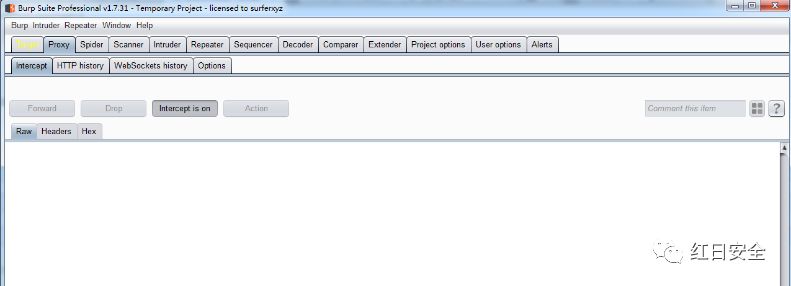 Burp Suite Professional v1.7.31 - Temporary Project - licensed to surferxyz
Burp Intruder Repeater Window Help
Target Proxy Spider Scanner Intruder Repeater Sequencer Decoder Comparer Extender Project options User options Alerts
Intercept HTTP history WebSockets history Options
Forward Drop Intercept is on Action Comment this item ?
Raw Headers Hex
红日安全